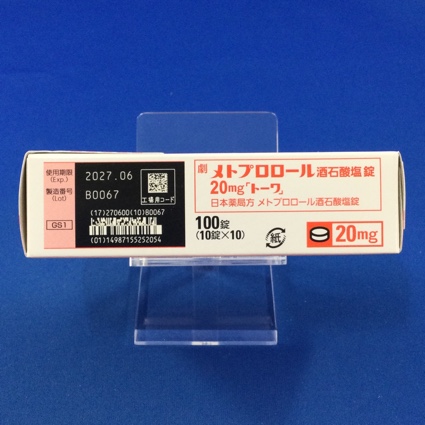 使用期限
(Exp.)
2027.06
製造番号
(Lot)
B0067
工場用コード
GS1
(17)270600(10)B0067
(01)14987155252054
劇 メトプロロール酒石酸塩錠
20mg「トーワ」
日本薬局方 メトプロロール酒石酸塩錠
100錠
(10錠×10)
紙
20mg